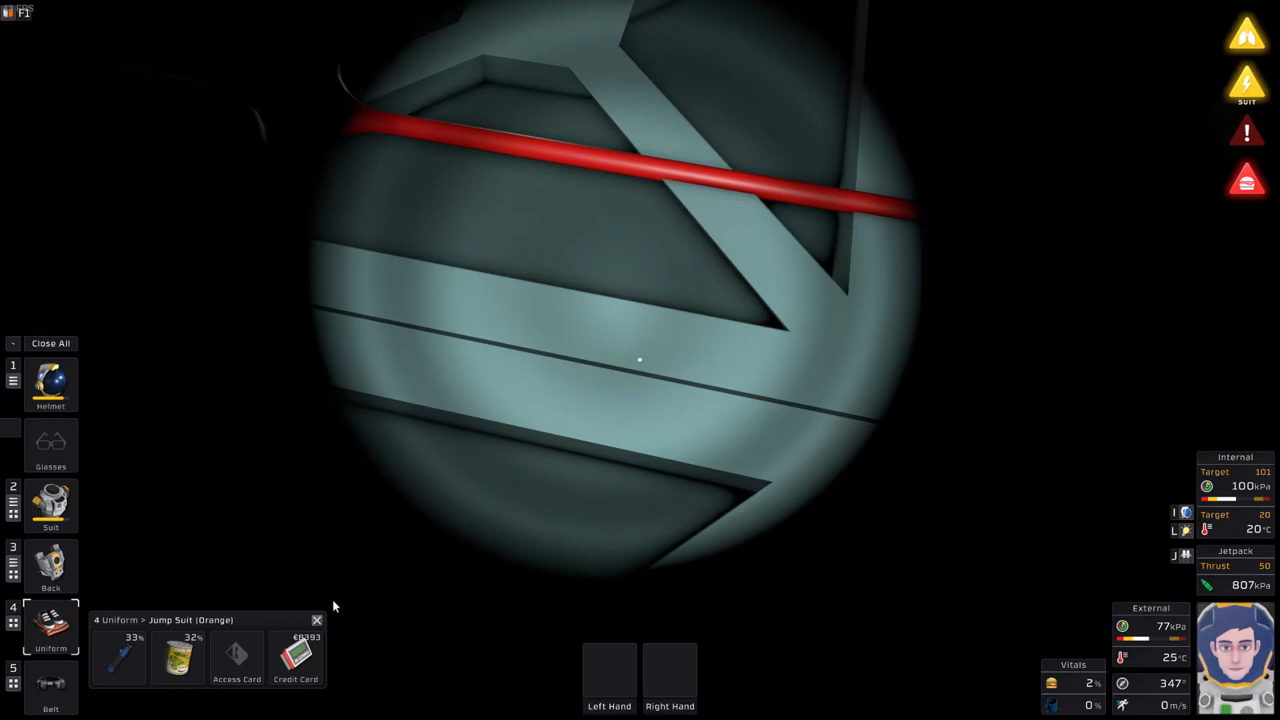 F1
SUIT
~
Close All
1
Helmet
Glasses
2
Suit
3
Back
4
Uniform
5
Belt
4 Uniform > Jump Suit (Orange)
33%
32%
Access Card
Credit Card
Left Hand
Right Hand
Internal
Target 101
100kPa
Target 20
20°C
I
L
J
Jetpack
Thrust 50
807kPa
External
77kPa
25°C
347°
0m/s
Vitals
2%
0%